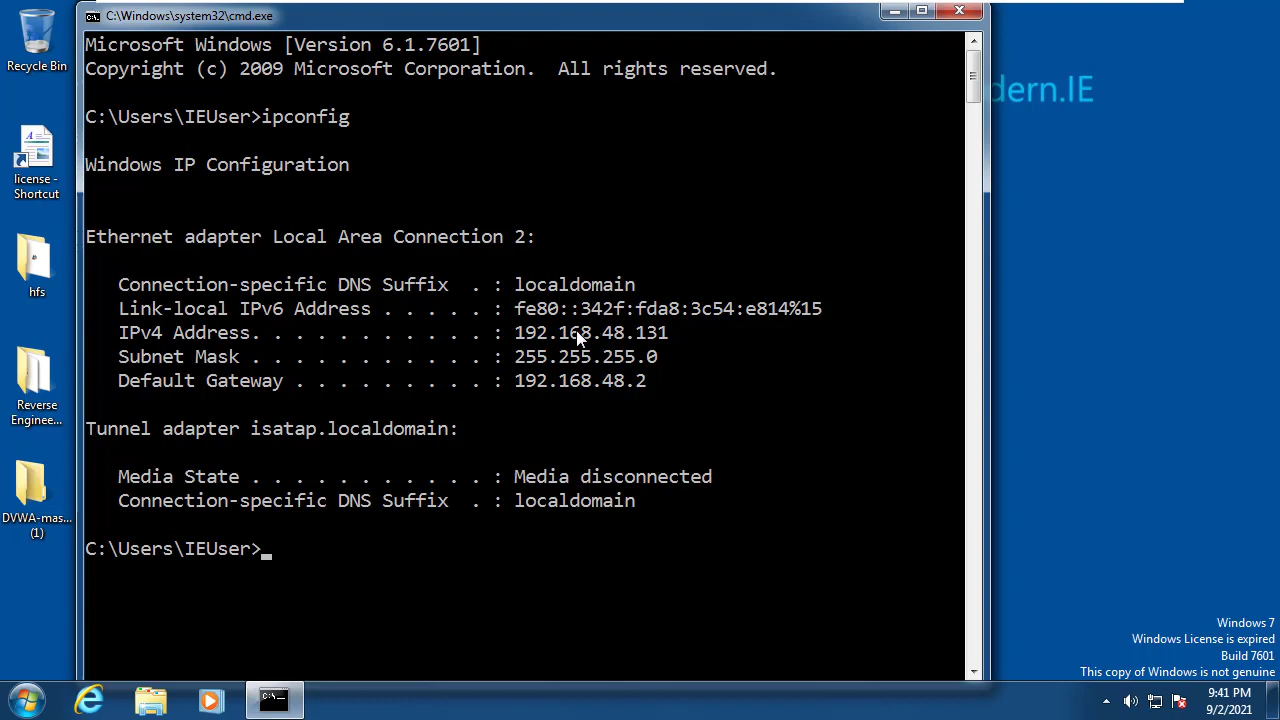 C:\Windows\system32\cmd.exe
Microsoft Windows [Version 6.1.7601]
Copyright (c) 2009 Microsoft Corporation.  All rights reserved.
C:\Users\IEUser>ipconfig
Windows IP Configuration
Ethernet adapter Local Area Connection 2:
Connection-specific DNS Suffix  . : localdomain
Link-local IPv6 Address . . . . . : fe80::342f:fda8:3c54:e814%15
IPv4 Address. . . . . . . . . . . : 192.168.48.131
Subnet Mask . . . . . . . . . . . : 255.255.255.0
Default Gateway . . . . . . . . . : 192.168.48.2
Tunnel adapter isatap.localdomain:
Media State . . . . . . . . . . . : Media disconnected
Connection-specific DNS Suffix  . : localdomain
C:\Users\IEUser>
Recycle Bin
license -
Shortcut
hfs
Reverse
Enginee...
DVWA-mas...
(1)
dern.IE
Windows 7
Windows License is expired
Build 7601
This copy of Windows is not genuine
9:41 PM
9/2/2021